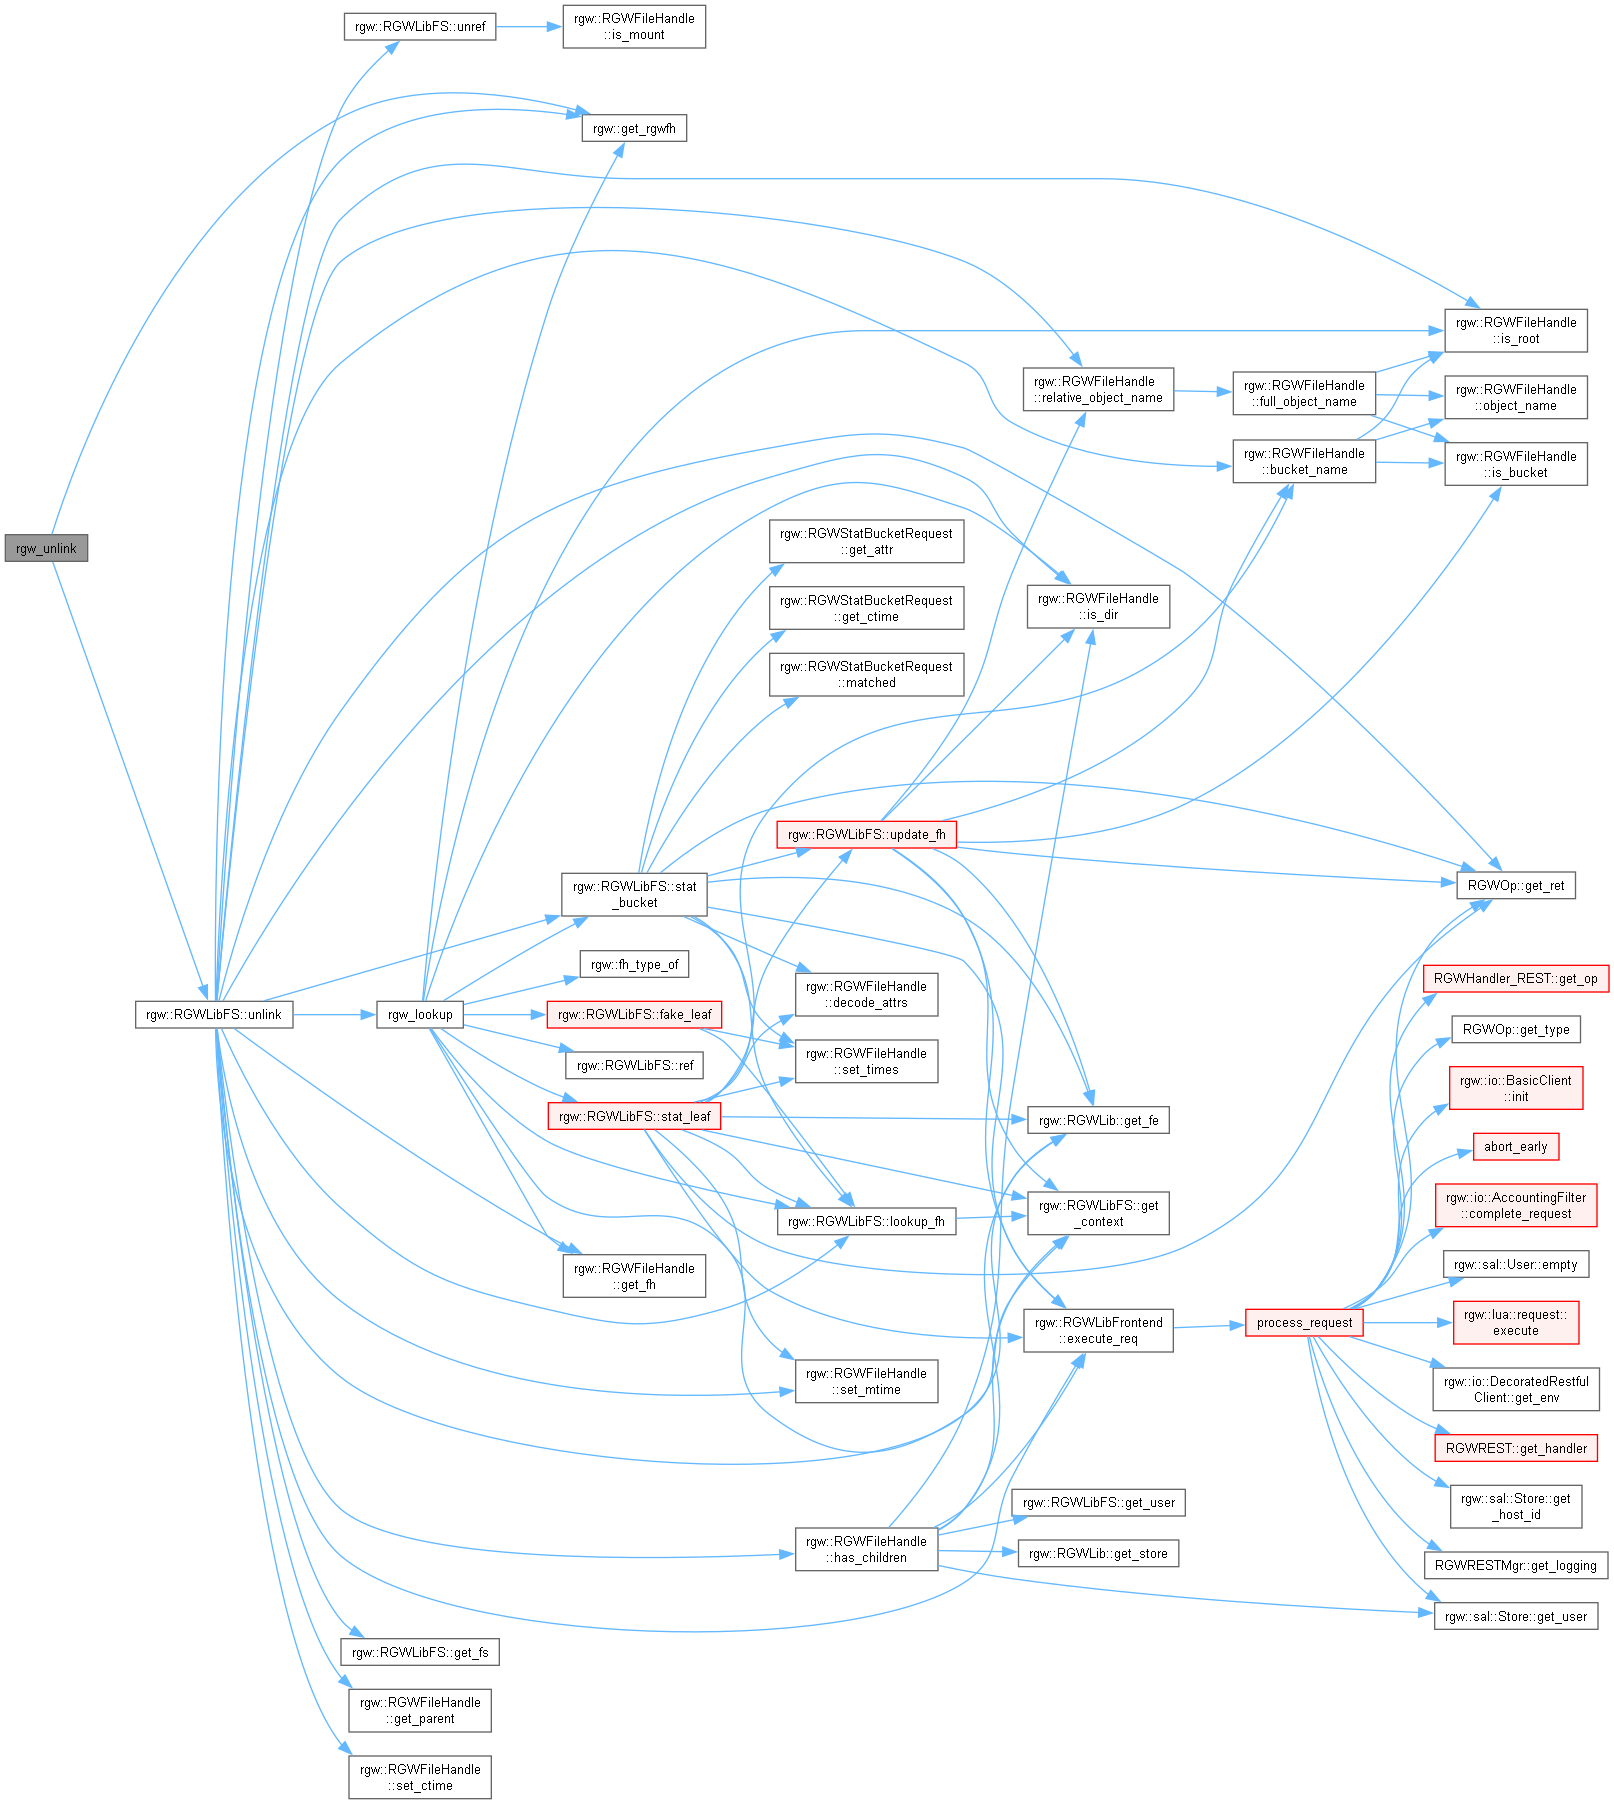 rgw::RGWLibFS::unref
rgw::RGWFileHandle
::is_mount
rgw::get_rgwfh
rgw::RGWFileHandle
::is_root
rgw::RGWFileHandle
::relative_object_name
rgw::RGWFileHandle
::full_object_name
rgw::RGWFileHandle
::object_name
rgw::RGWFileHandle
::bucket_name
rgw::RGWFileHandle
::is_bucket
rgw_unlink
rgw::RGWStatBucketRequest
::get_attr
rgw::RGWStatBucketRequest
::get_ctime
rgw::RGWFileHandle
::is_dir
rgw::RGWStatBucketRequest
::matched
rgw::RGWLibFS::update_fh
rgw::RGWLibFS::stat
_bucket
RGWOp::get_ret
rgw::fh_type_of
rgw::RGWFileHandle
::decode_attrs
RGWHandler_REST::get_op
rgw::RGWLibFS::unlink
rgw_lookup
rgw::RGWLibFS::fake_leaf
RGWOp::get_type
rgw::RGWLibFS::ref
rgw::RGWFileHandle
::set_times
rgw::io::BasicClient
::init
rgw::RGWLibFS::stat_leaf
rgw::RGWLib::get_fe
abort_early
rgw::RGWLibFS::lookup_fh
rgw::RGWLibFS::get
_context
rgw::io::AccountingFilter
::complete_request
rgw::RGWFileHandle
::get_fh
rgw::sal::User::empty
rgw::RGWLibFrontend
::execute_req
process_request
rgw::lua::request::
execute
rgw::RGWFileHandle
::set_mtime
rgw::io::DecoratedRestful
Client::get_env
RGWREST::get_handler
rgw::RGWLibFS::get_user
rgw::sal::Store::get
_host_id
rgw::RGWFileHandle
::has_children
rgw::RGWLib::get_store
RGWRESTMgr::get_logging
rgw::sal::Store::get_user
rgw::RGWLibFS::get_fs
rgw::RGWFileHandle
::get_parent
rgw::RGWFileHandle
::set_ctime